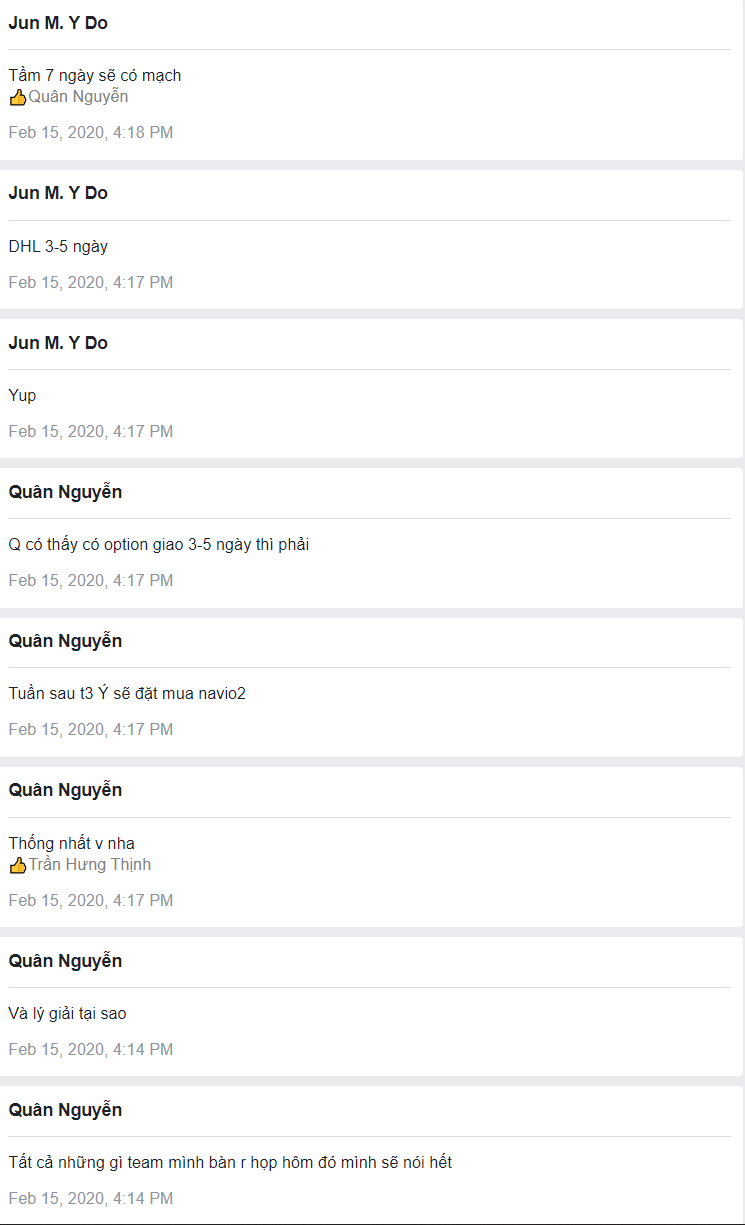 Jun M. Y Do
Tầm 7 ngày sẽ có mạch
👍Quân Nguyễn
Feb 15, 2020, 4:18 PM
Jun M. Y Do
DHL 3-5 ngày
Feb 15, 2020, 4:17 PM
Jun M. Y Do
Yup
Feb 15, 2020, 4:17 PM
Quân Nguyễn
Q có thấy có option giao 3-5 ngày thì phải
Feb 15, 2020, 4:17 PM
Quân Nguyễn
Tuần sau t3 Ý sẽ đặt mua navio2
Feb 15, 2020, 4:17 PM
Quân Nguyễn
Thống nhất v nha
👍Trần Hưng Thịnh
Feb 15, 2020, 4:17 PM
Quân Nguyễn
Và lý giải tại sao
Feb 15, 2020, 4:14 PM
Quân Nguyễn
Tất cả những gì team mình bàn r họp hôm đó mình sẽ nói hết
Feb 15, 2020, 4:14 PM